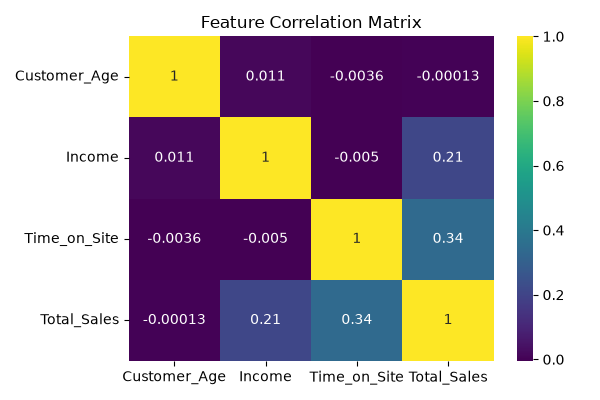 Feature Correlation Matrix
Customer_Age 1 0.011 -0.0036 -0.00013
Income 0.011 1 -0.005 0.21
Time_on_Site -0.0036 -0.005 1 0.34
Total_Sales -0.00013 0.21 0.34 1
Customer_Age Income Time_on_Site Total_Sales
1.0
0.8
0.6
0.4
0.2
0.0